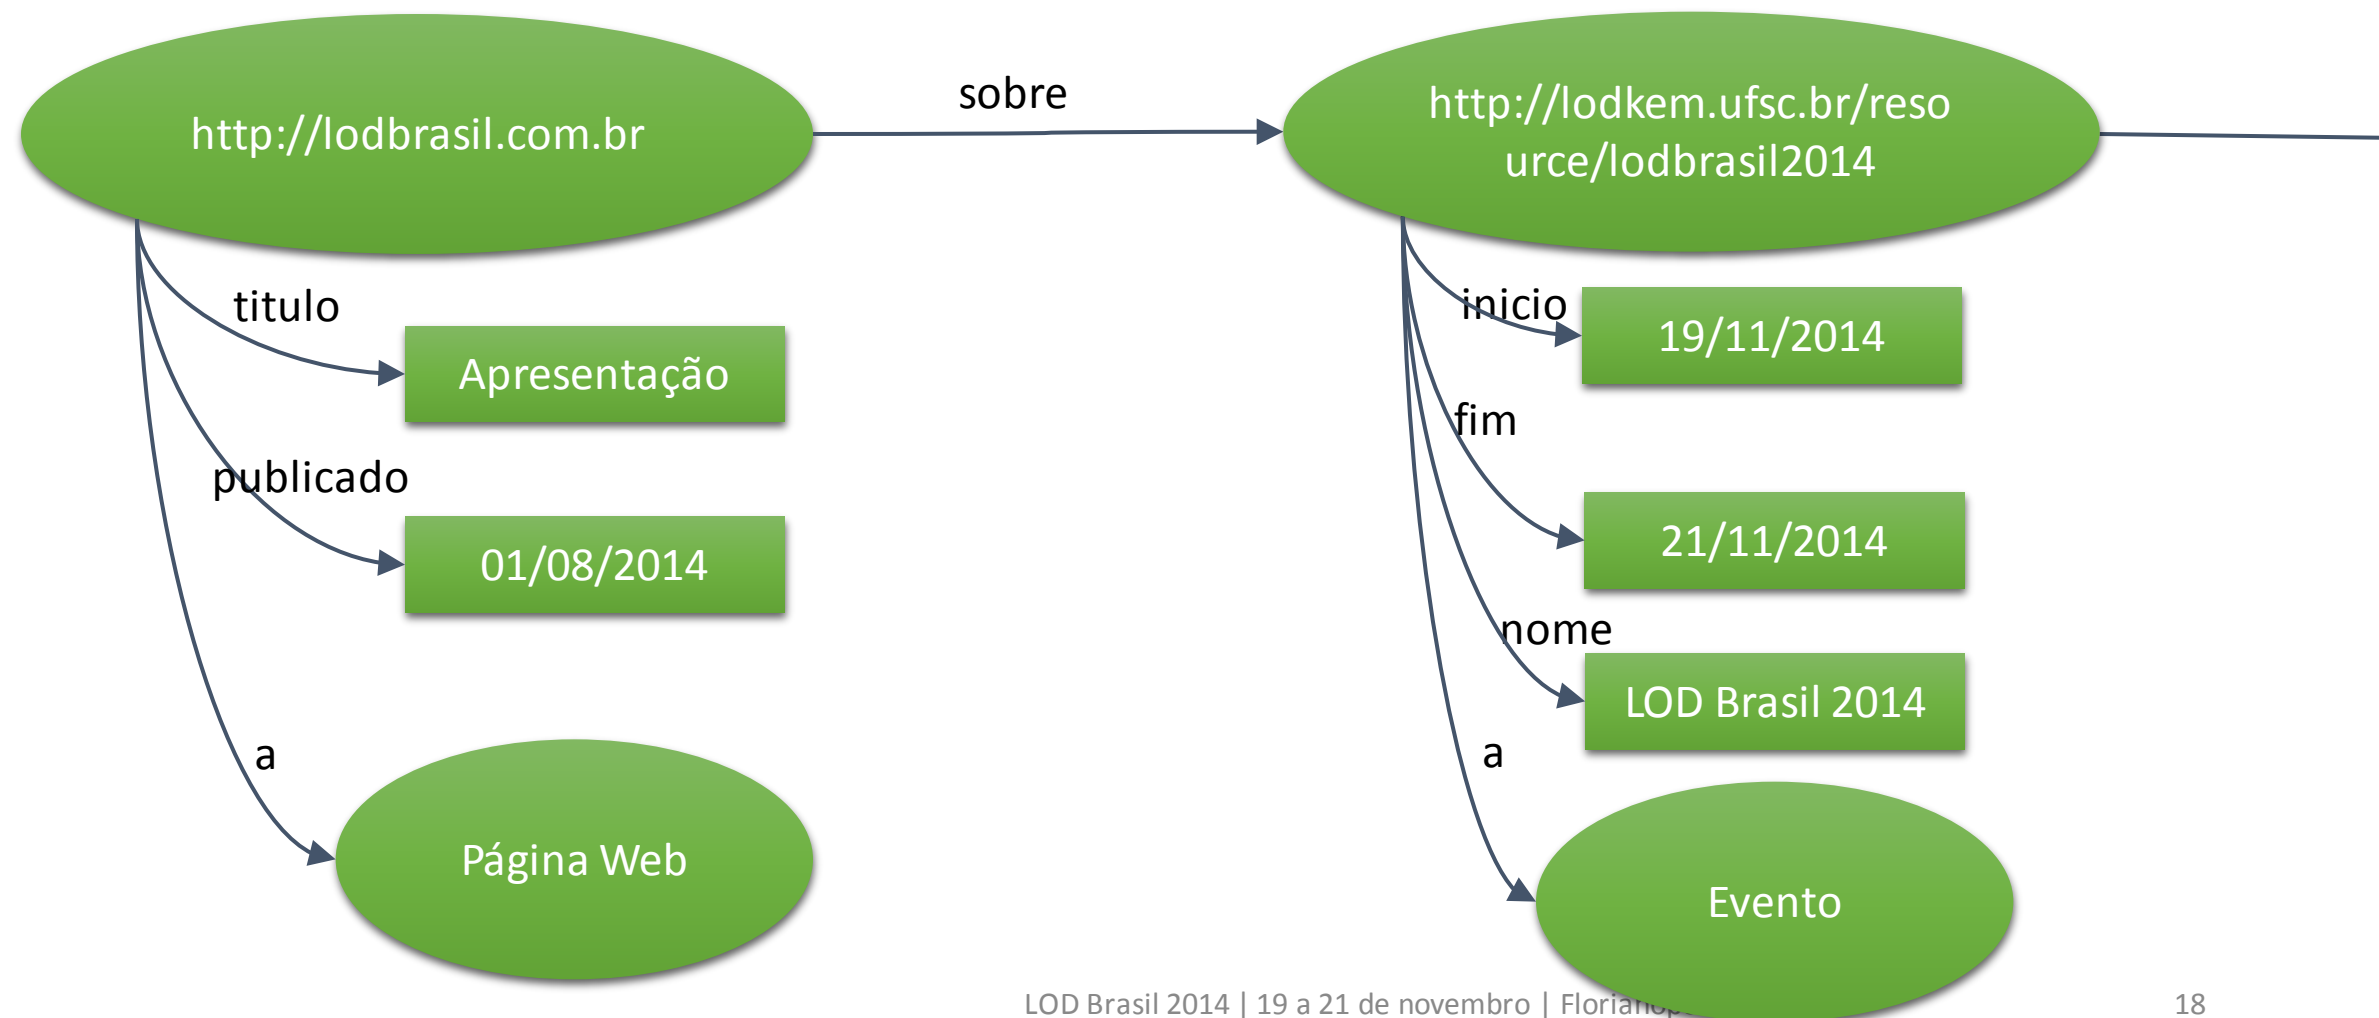 http://lodbrasil.com.br
sobre
http://lodkem.ufsc.br/reso
urce/lodbrasil2014
titulo
Apresentação
publicado
01/08/2014
a
Página Web
inicio
19/11/2014
fim
21/11/2014
nome
LOD Brasil 2014
a
Evento
LOD Brasil 2014 | 19 a 21 de novembro |
18